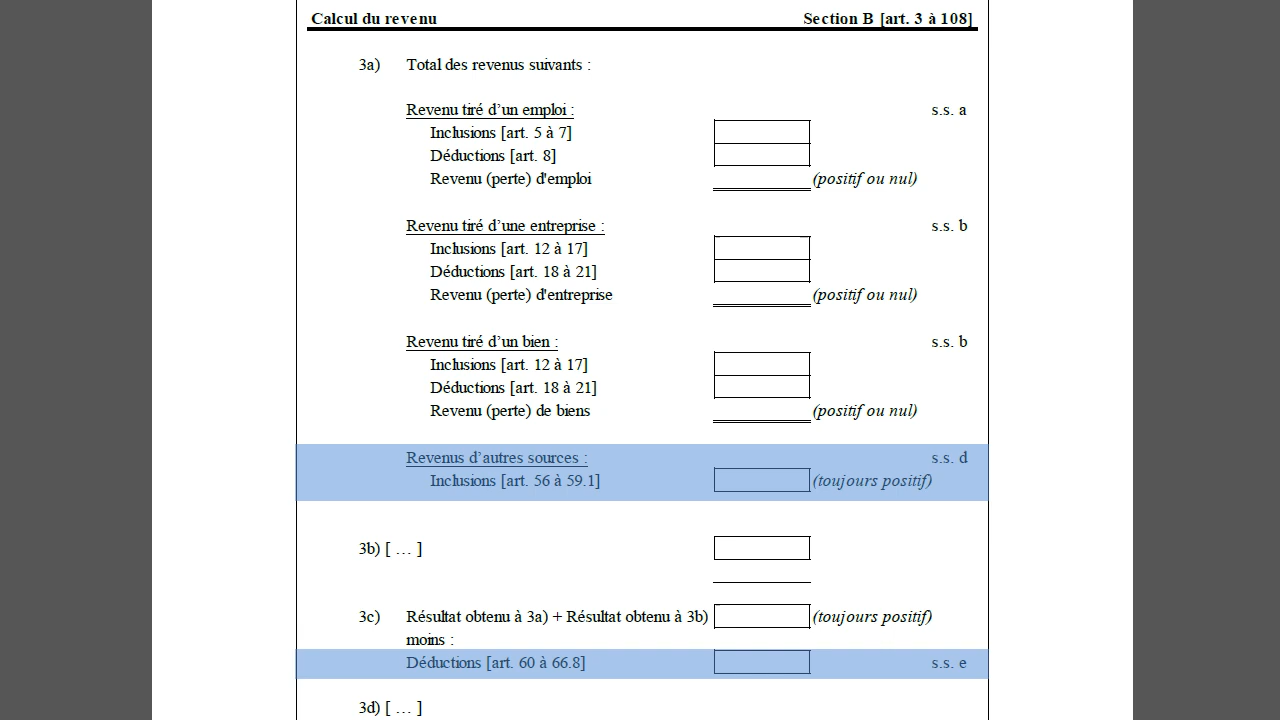 Calcul du revenu Section B [art. 3 à 108]
3a) Total des revenus suivants :
Revenu tiré d'un emploi : s.s. a
Inclusions [art. 5 à 7]
Déductions [art. 8]
Revenu (perte) d'emploi (positif ou nul)
Revenu tiré d'une entreprise : s.s. b
Inclusions [art. 12 à 17]
Déductions [art. 18 à 21]
Revenu (perte) d'entreprise (positif ou nul)
Revenu tiré d'un bien : s.s. b
Inclusions [art. 12 à 17]
Déductions [art. 18 à 21]
Revenu (perte) de biens (positif ou nul)
Revenus d'autres sources : s.s. d
Inclusions [art. 56 à 59.1] (toujours positif)
3b) [ … ]
3c) Résultat obtenu à 3a) + Résultat obtenu à 3b) (toujours positif)
moins :
Déductions [art. 60 à 66.8] s.s. e
3d) [ … ]